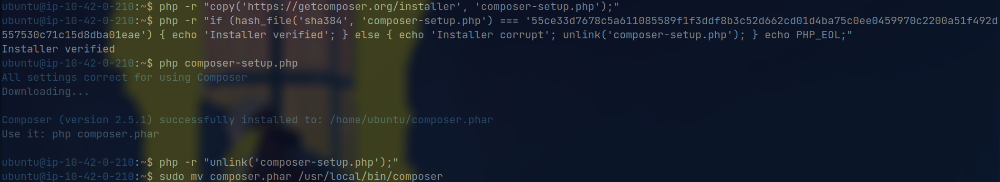 ubuntu@ip-10-42-0-210:~$ php -r "copy('https://getcomposer.org/installer', 'composer-setup.php');"
ubuntu@ip-10-42-0-210:~$ php -r "if (hash_file('sha384', 'composer-setup.php') === '55ce33d7678c5a611085589f1f3ddf8b3c52d662cd01d4ba75c0ee0459970c2200a51f492d
557530c71c15d8dba01eae') { echo 'Installer verified'; } else { echo 'Installer corrupt'; unlink('composer-setup.php'); } echo PHP_EOL;"
Installer verified
ubuntu@ip-10-42-0-210:~$ php composer-setup.php
All settings correct for using Composer
Downloading...
Composer (version 2.5.1) successfully installed to: /home/ubuntu/composer.phar
Use it: php composer.phar
ubuntu@ip-10-42-0-210:~$ php -r "unlink('composer-setup.php');"
ubuntu@ip-10-42-0-210:~$ sudo mv composer.phar /usr/local/bin/composer